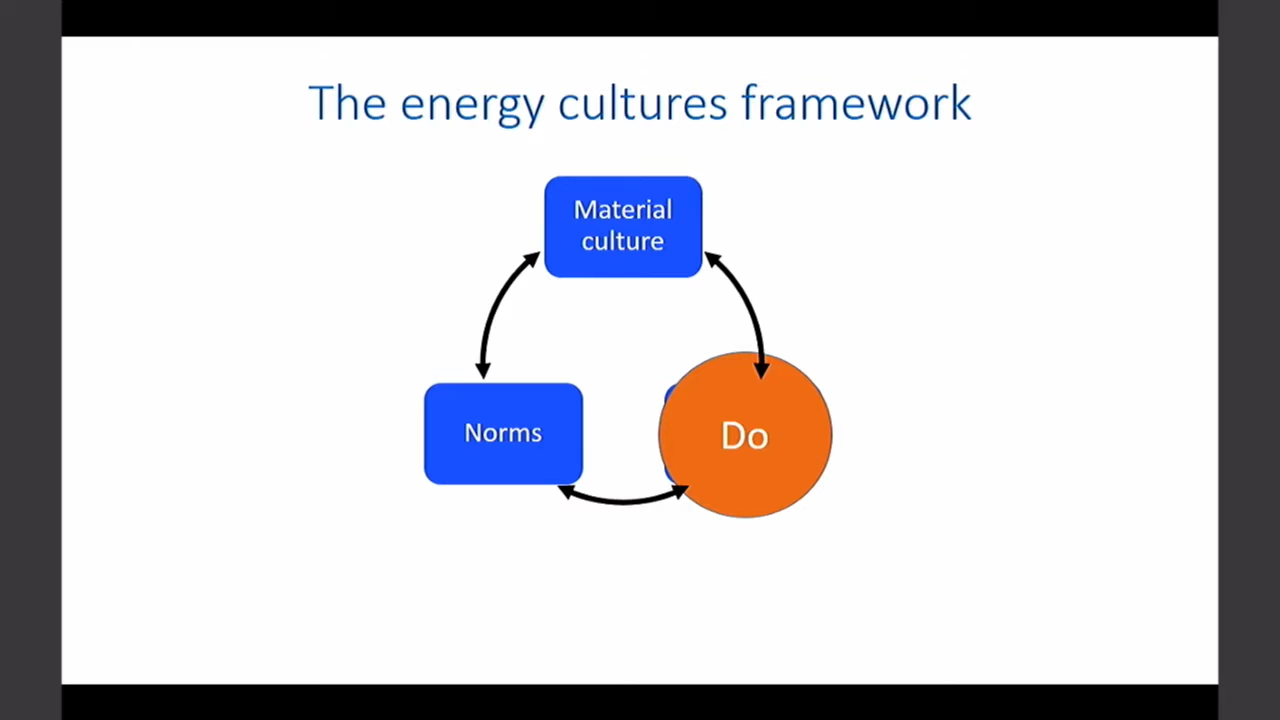 The energy cultures framework
Material
culture
Norms
Do